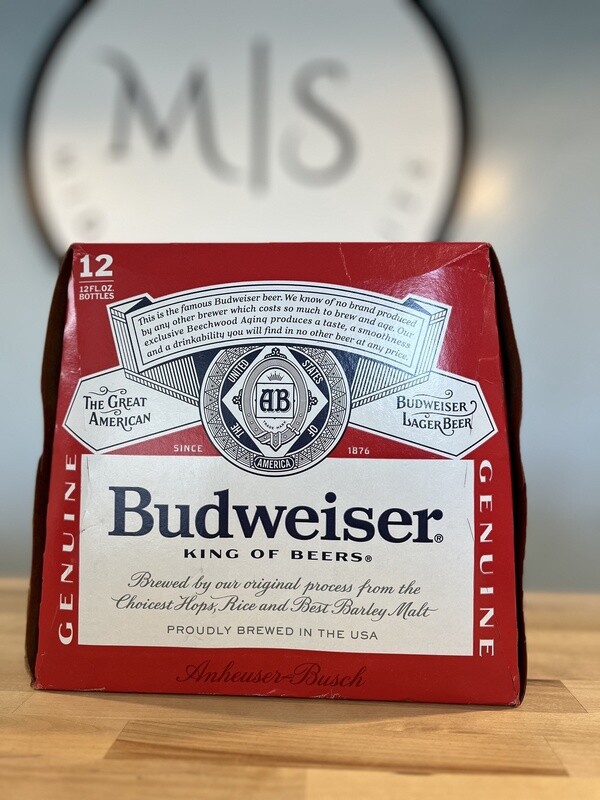 M|S
12
12 FL.OZ.
BOTTLES
This is the famous Budweiser beer. We know of no brand produced
by any other brewer which costs so much to brew and age. Our
exclusive Beechwood Aging produces a taste, a smoothness
and a drinkability you will find in no other beer at any price.
THE UNITED STATES OF AMERICA
AB
TRADE MARK
THE GREAT
AMERICAN
BUDWEISER
LAGER BEER
SINCE 1876
GENUINE
GENUINE
Budweiser®
KING OF BEERS®
Brewed by our original process from the
Choicest Hops, Rice and Best Barley Malt
PROUDLY BREWED IN THE USA
Anheuser-Busch